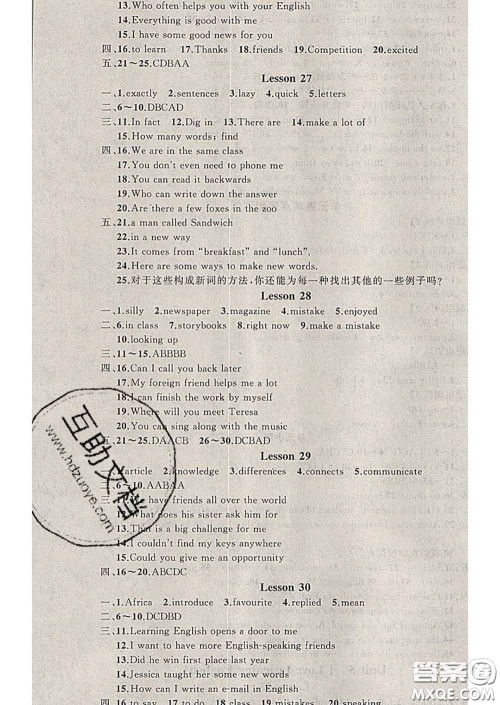 13.Who often helps you with your English
14.Everything is good with me
15.I have some good news for you
四、16.to learn 17.Thanks 18.friends 19.Competition 20.excited
五、21～25.CDBAA
Lesson 27
一、1.exactly 2.sentences 3.lazy 4.quick 5.letters
二、6～10.DBCAD
三、11.In fact 12.Dig in 13.There are 14.make a lot of
15.How many words; find
四、16.We are in the same class
17.You don't even need to phone me
18.You can read it backwards
19.Who can write down the answer
20.Are there a few foxes in the zoo
五、21.a man called Sandwich
22.in a new way
23.It comes from "breakfast" and "lunch".
24.Here are some ways to make new words.
25.对于这些构成新词的方法,你还能为每一种找出其他的一些例子吗?
Lesson 28
一、1.silly 2.newspaper 3.magazine 4.mistake 5.enjoyed
二、6.in class 7.storybooks 8.right now 9.make a mistake
10.looking up
三、11～15.ABBBB
四、16.Can I call you back later
17.My foreign friend helps me a lot
18.I can finish the work by myself
19.Where will you meet Teresa
20.You can sing along with the music
五、21～25.DAACB 26～30.DCBAD
Lesson 29
一、1.article 2.knowledge 3.differences 4.connects 5.communicate
二、6～10.AABAA
三、11.We have friends all over the world
12.What does his sister ask him for
13.That is a big challenge for me
14.I couldn't find my keys anywhere
15.Could you give me an opportunity
四、16～20.ABCDC
Lesson 30
一、1.Africa 2.introduce 3.favourite 4.replied 5.mean
二、6～10.DCDBD
三、11.Learning English opens a door to me
12.I want to have more English-speaking friends
13.Did he win first place last year
14.Jessica taught her some new words
15.How can I write an e-mail in English
四、16.to say 17.to do 18.class 19.mistakes 20.speaking
互助文档
www.hdzuoye.com
答案圈
MXQE.COM